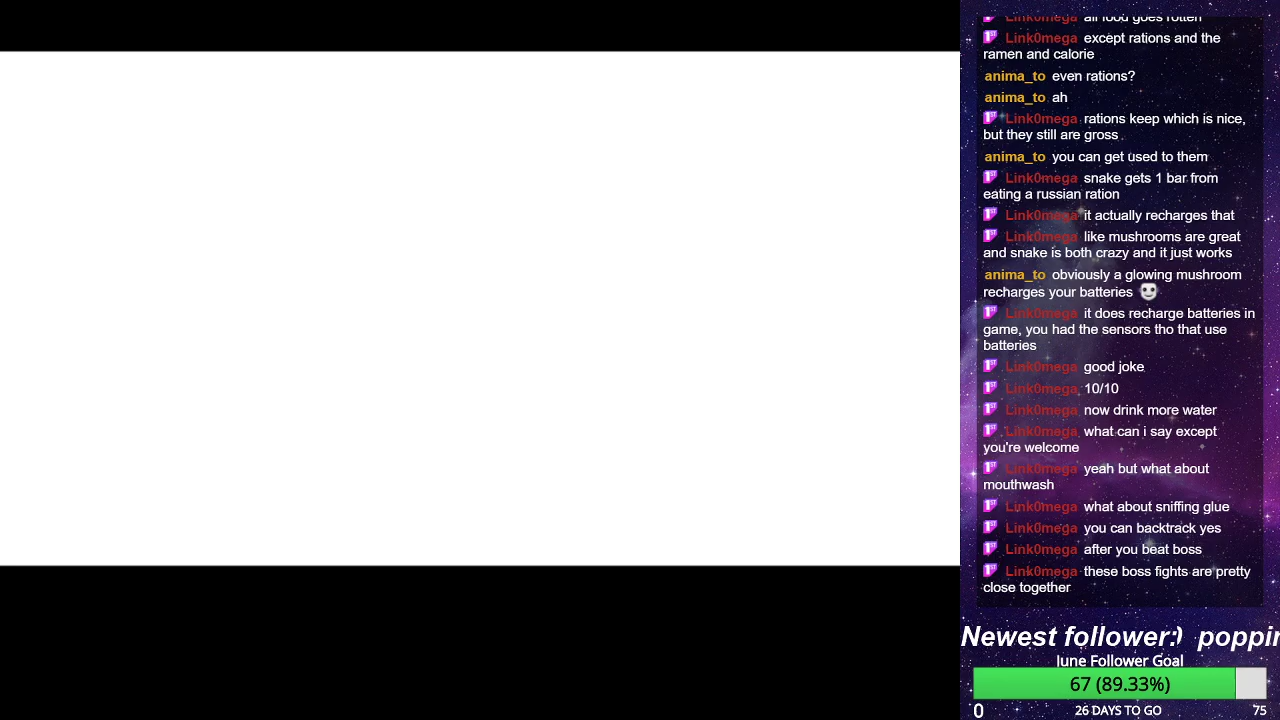 Link0mega all food goes rotten
Link0mega except rations and the
ramen and calorie
anima_to even rations?
anima_to ah
Link0mega rations keep which is nice,
but they still are gross
anima_to you can get used to them
Link0mega snake gets 1 bar from
eating a russian ration
Link0mega it actually recharges that
Link0mega like mushrooms are great
and snake is both crazy and it just works
anima_to obviously a glowing mushroom
recharges your batteries
Link0mega it does recharge batteries in
game, you had the sensors tho that use
batteries
Link0mega good joke
Link0mega 10/10
Link0mega now drink more water
Link0mega what can i say except
you're welcome
Link0mega yeah but what about
mouthwash
Link0mega what about sniffing glue
Link0mega you can backtrack yes
Link0mega after you beat boss
Link0mega these boss fights are pretty
close together
Newest follower:) poppin
June Follower Goal
67 (89.33%)
0 26 DAYS TO GO 75